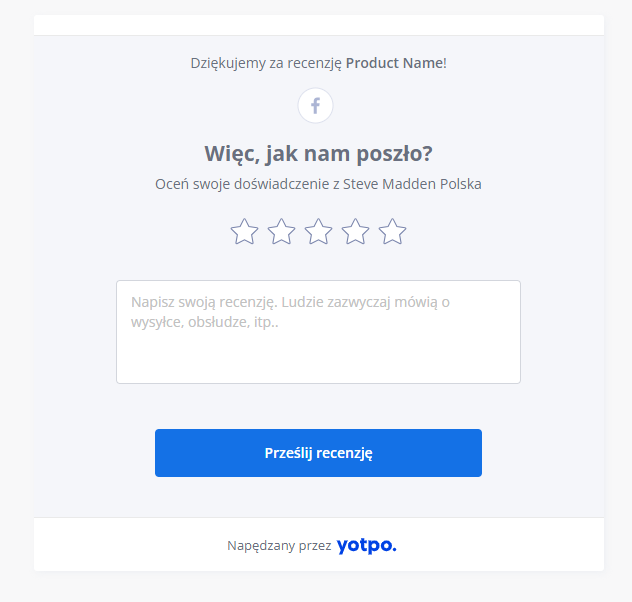 Dziękujemy za recenzję Product Name!
Więc, jak nam poszło?
Oceń swoje doświadczenie z Steve Madden Polska
Napisz swoją recenzję. Ludzie zazwyczaj mówią o
wysyłce, obsłudze, itp..
Prześlij recenzję
Napędzany przez yotpo.